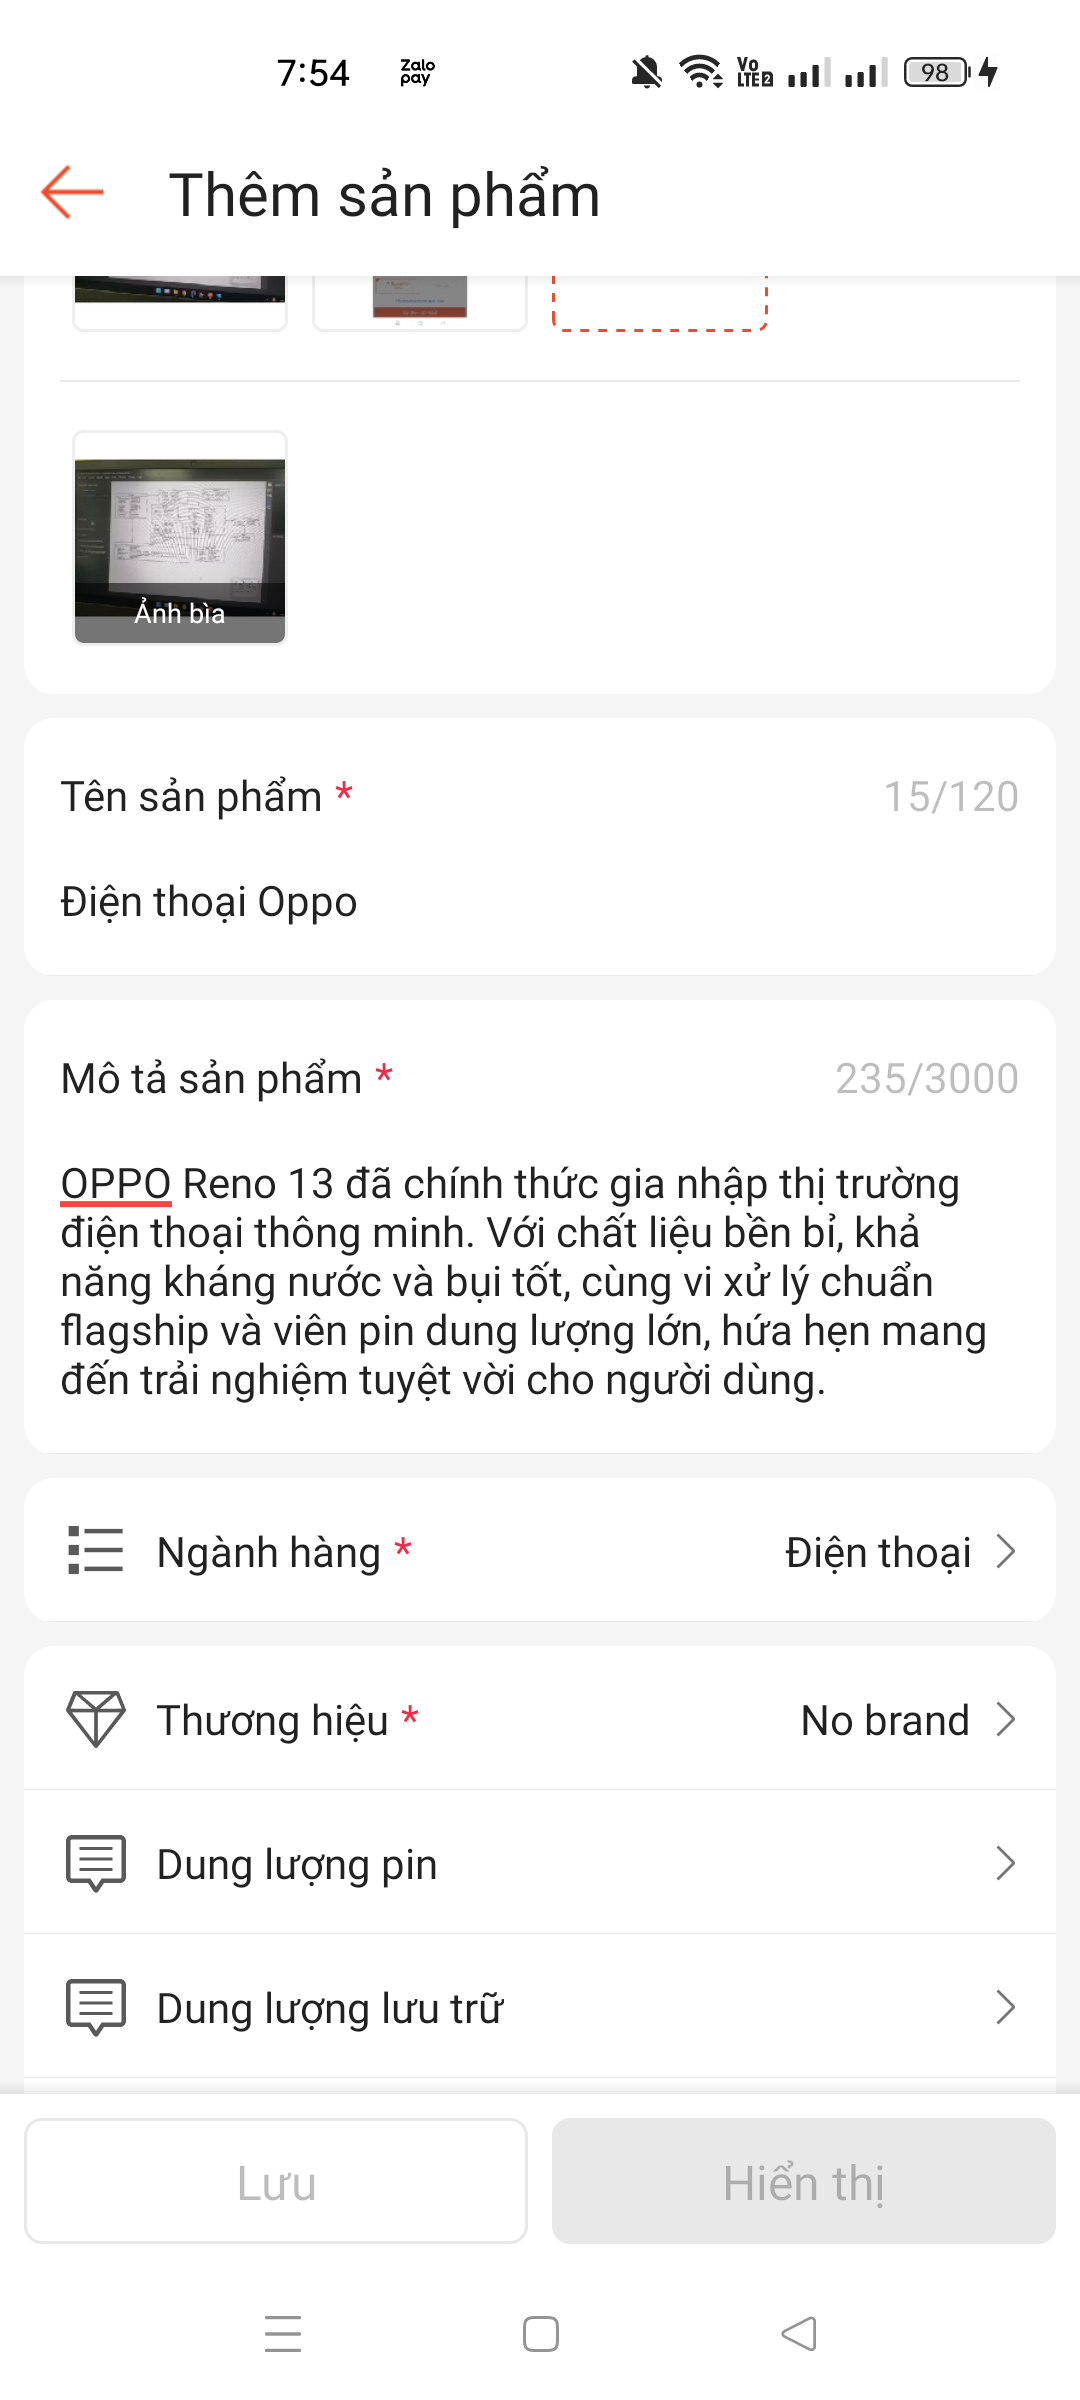 7:54
Zalo
pay
Vo
LTE 2
98
Thêm sản phẩm
Ảnh bìa
Tên sản phẩm *
15/120
Điện thoại Oppo
Mô tả sản phẩm *
235/3000
OPPO Reno 13 đã chính thức gia nhập thị trường
điện thoại thông minh. Với chất liệu bền bỉ, khả
năng kháng nước và bụi tốt, cùng vi xử lý chuẩn
flagship và viên pin dung lượng lớn, hứa hẹn mang
đến trải nghiệm tuyệt vời cho người dùng.
Ngành hàng *
Điện thoại
Thương hiệu *
No brand
Dung lượng pin
Dung lượng lưu trữ
Lưu
Hiển thị